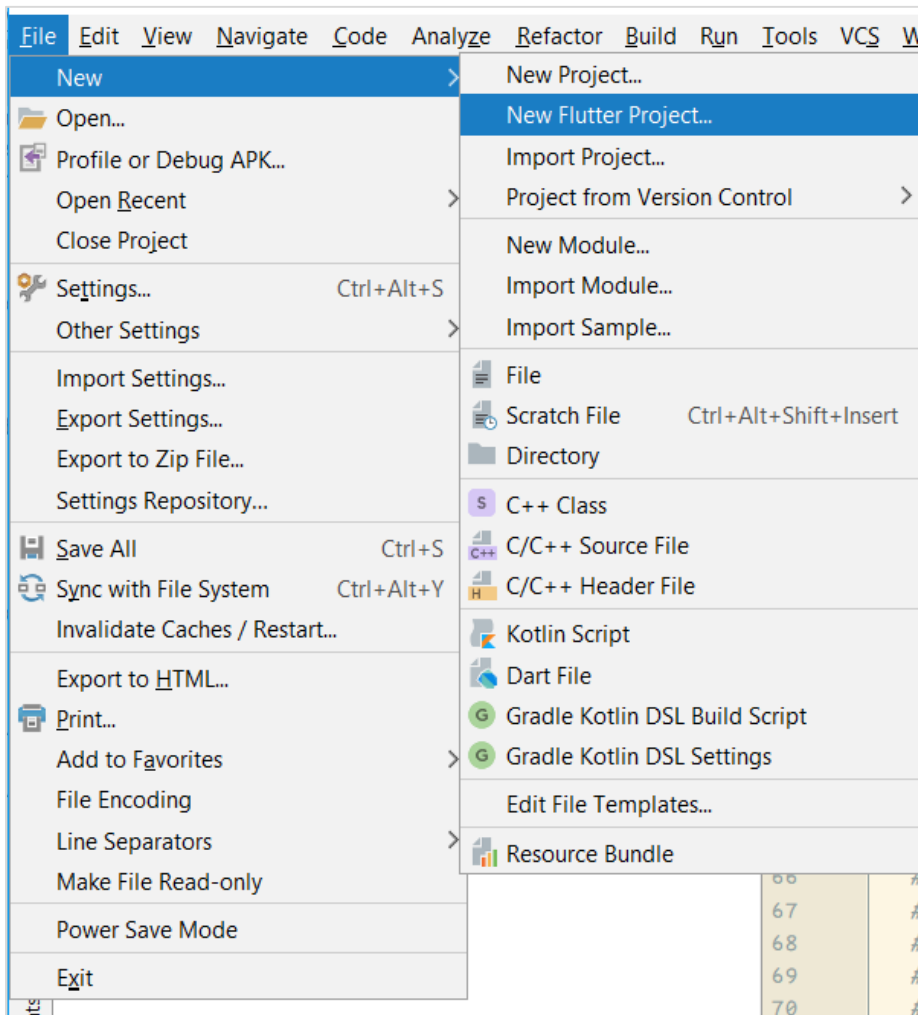 File Edit View Navigate Code Analyze Refactor Build Run Tools VCS W
New
Open...
Profile or Debug APK...
Open Recent
Close Project
Settings... Ctrl+Alt+S
Other Settings
Import Settings...
Export Settings...
Export to Zip File...
Settings Repository...
Save All Ctrl+S
Sync with File System Ctrl+Alt+Y
Invalidate Caches / Restart...
Export to HTML...
Print...
Add to Favorites
File Encoding
Line Separators
Make File Read-only
Power Save Mode
Exit
New Project...
New Flutter Project...
Import Project...
Project from Version Control
New Module...
Import Module...
Import Sample...
File
Scratch File Ctrl+Alt+Shift+Insert
Directory
S C++ Class
C++ C/C++ Source File
H C/C++ Header File
Kotlin Script
Dart File
G Gradle Kotlin DSL Build Script
G Gradle Kotlin DSL Settings
Edit File Templates...
Resource Bundle
66 #
67 #
68 #
69 #
70 #